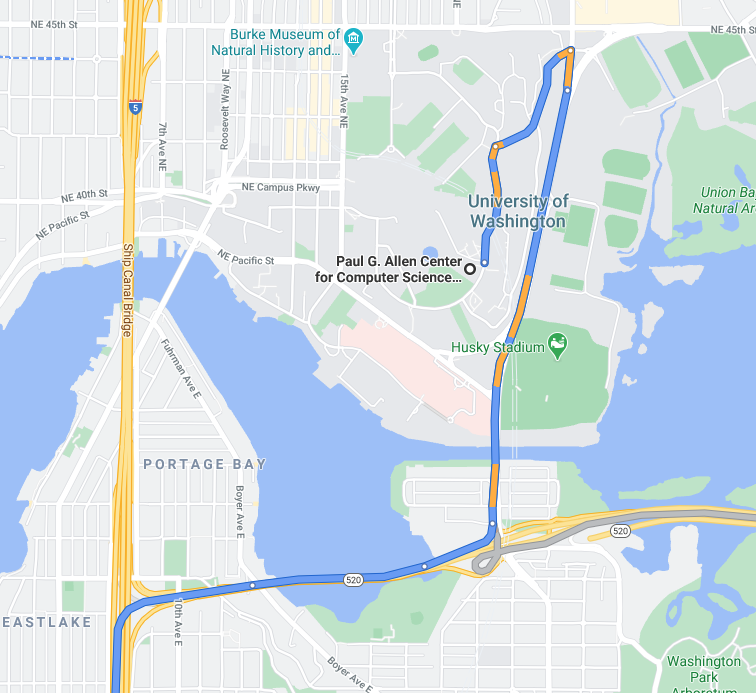 NE 45th St
Burke Museum of
Natural History and...
NE 45th St
5
Roosevelt Way NE
15th Ave NE
7th Ave NE
NE Campus Pkwy
NE 40th St
NE Pacific St
University of
Washington
Union Ba
Natural Ar
NE Pacific St
Paul G. Allen Center
for Computer Science...
Ship Canal Bridge
Husky Stadium
Fuhrman Ave E
PORTAGE BAY
Boyer Ave E
520
520
10th Ave E
EASTLAKE
Boyer Ave E
Washington
Park
Arboretum